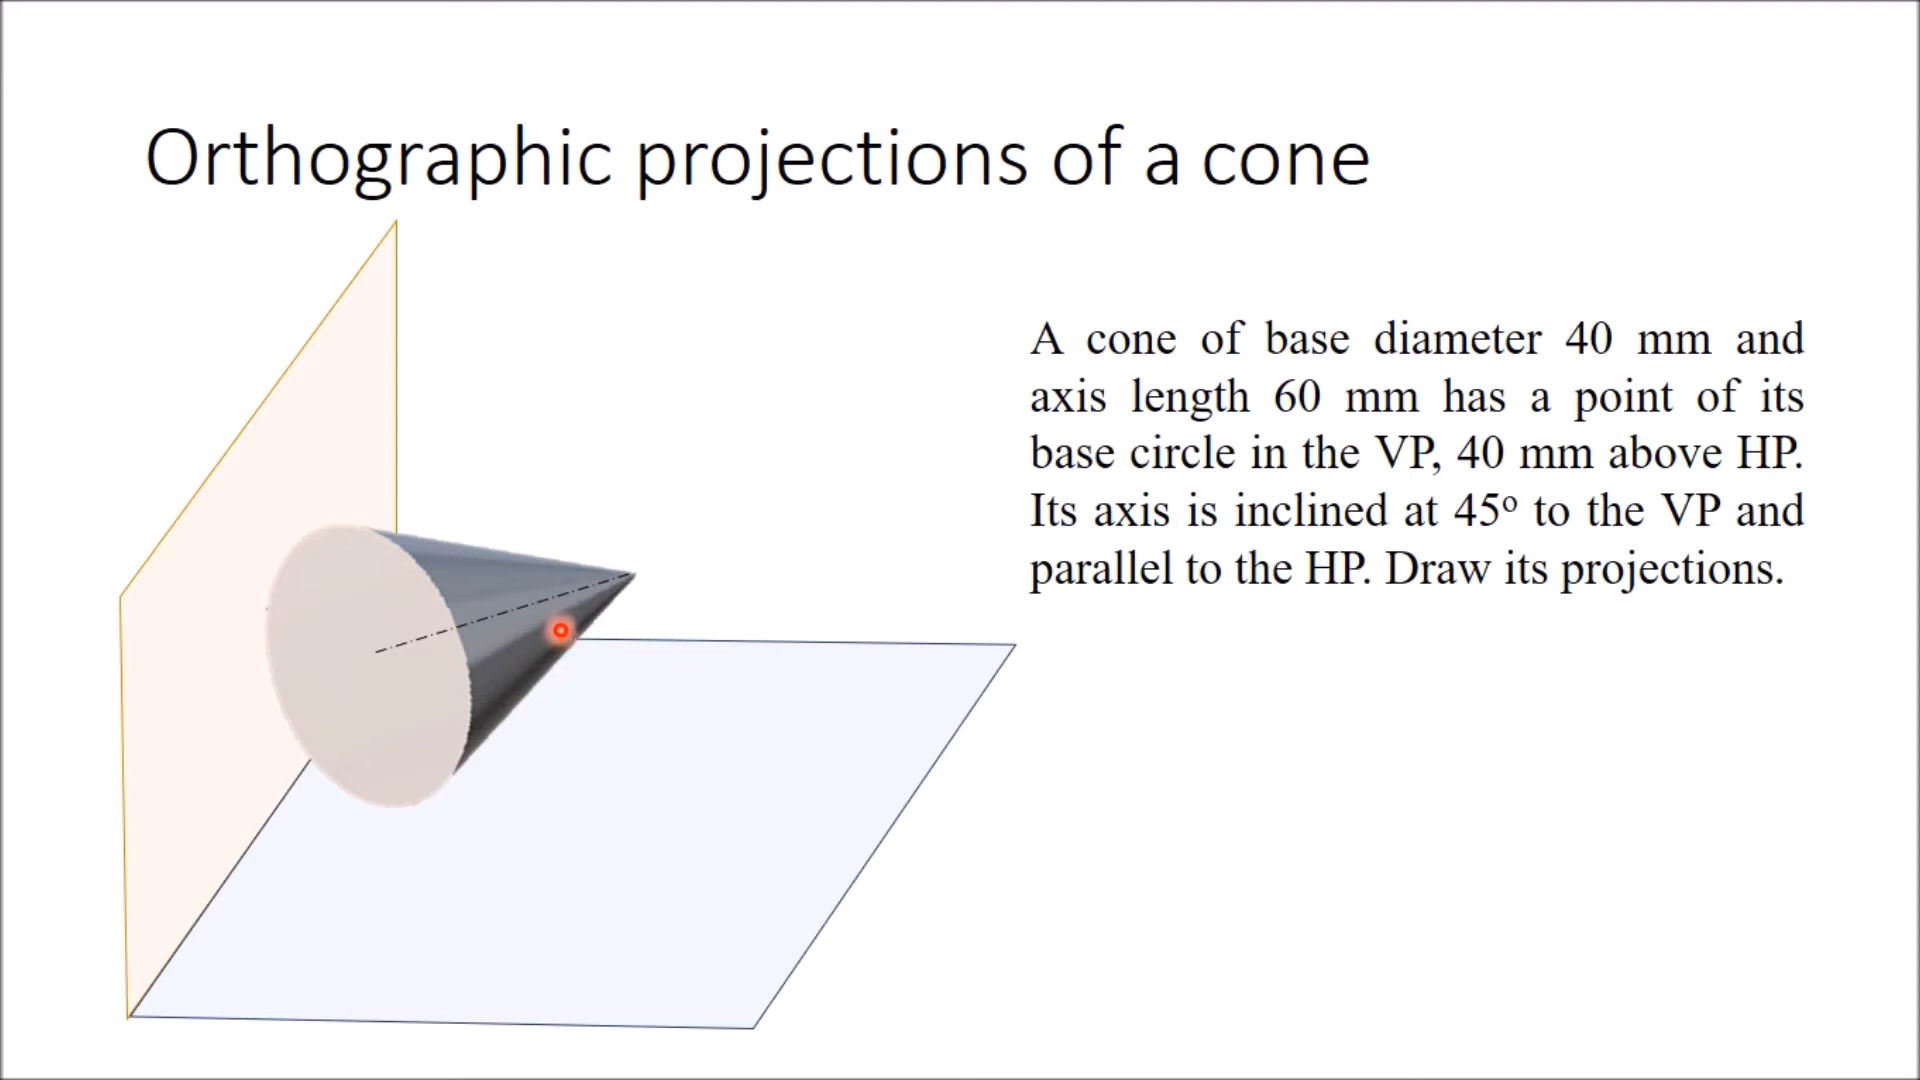 Orthographic projections of a cone
A cone of base diameter 40 mm and
axis length 60 mm has a point of its
base circle in the VP, 40 mm above HP.
Its axis is inclined at 45º to the VP and
parallel to the HP. Draw its projections.